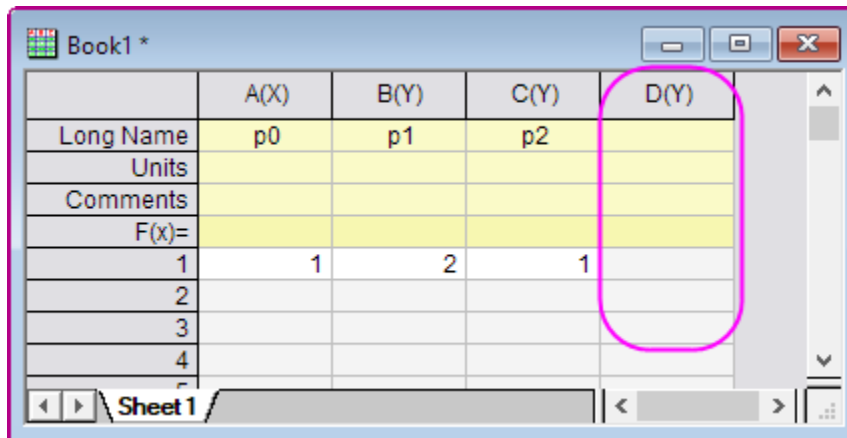 Book1 *
A(X) B(Y) C(Y) D(Y)
Long Name p0 p1 p2
Units
Comments
F(x)=
1 1 2 1
2
3
4
Sheet1